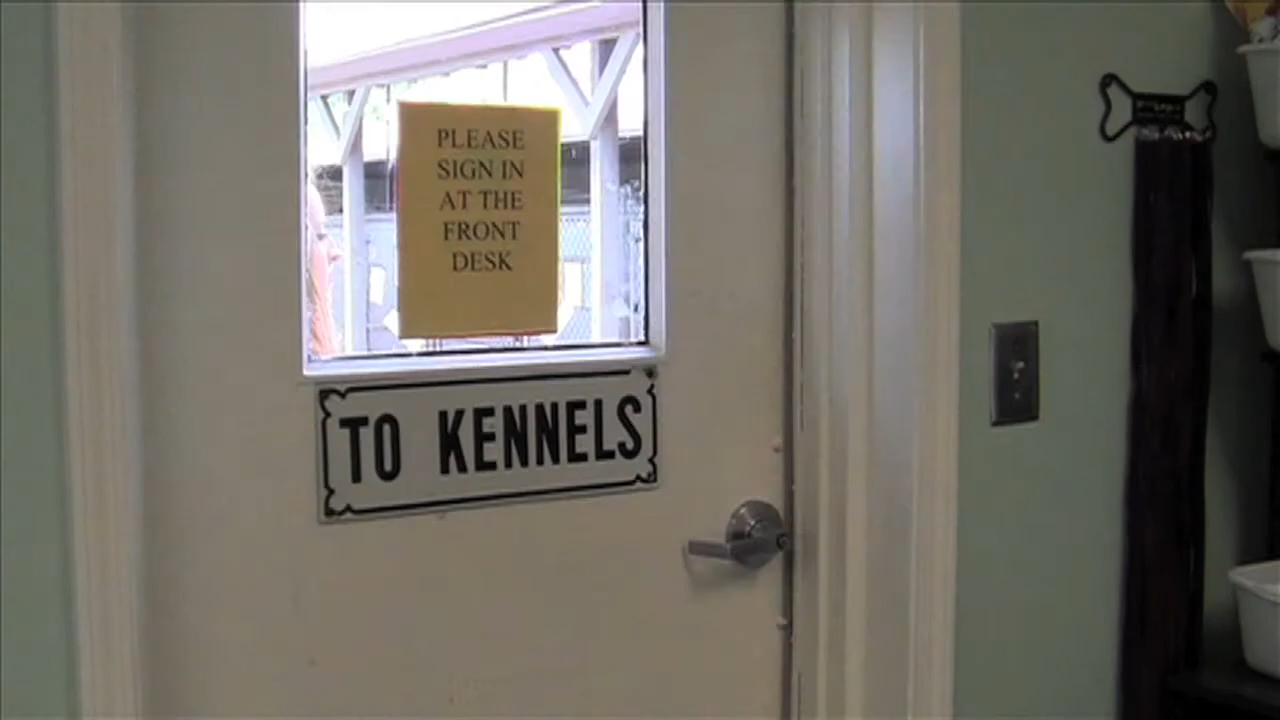 PLEASE
SIGN IN
AT THE
FRONT
DESK
TO KENNELS